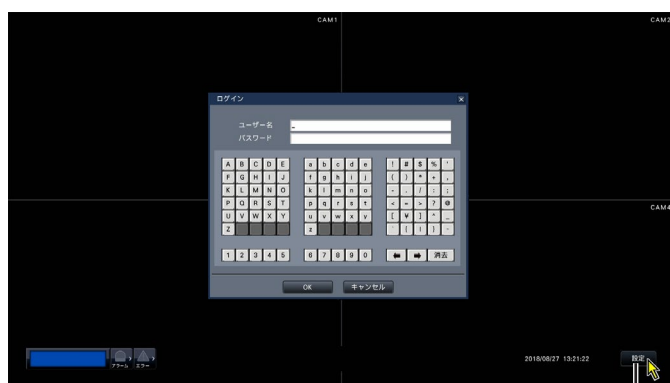 CAM1
CAM2
ログイン ×
ユーザー名
パスワード
A B C D E a b c d e ! # $ % '
F G H I J f g h i j ( ) * + ,
K L M N O k l m n o - . / : ;
P Q R S T p q r s t < = > ? @
U V W X Y u v w x y [ ¥ ] ^ _
Z z ` { | } ~
1 2 3 4 5 6 7 8 9 0 ⬅ ➡ 消去
OK キャンセル
CAM4
アラーム エラー
2018/08/27 13:21:22 設定